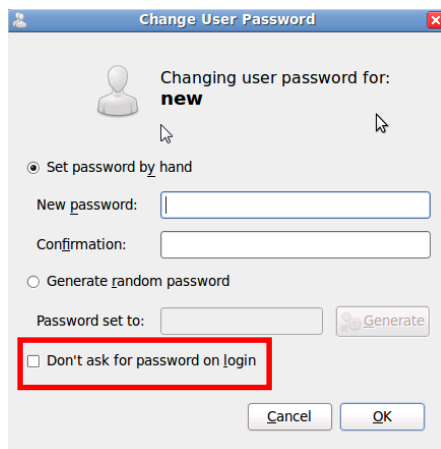 Change User Password
Changing user password for:
new
Set password by hand
New password:
Confirmation:
Generate random password
Password set to:
Generate
Don't ask for password on login
Cancel
OK